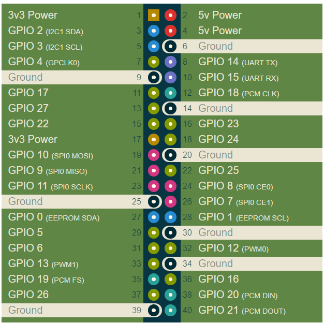 3v3 Power 1 2 5v Power
GPIO 2 (I2C1 SDA) 3 4 5v Power
GPIO 3 (I2C1 SCL) 5 6 Ground
GPIO 4 (GPCLK0) 7 8 GPIO 14 (UART TX)
Ground 9 10 GPIO 15 (UART RX)
GPIO 17 11 12 GPIO 18 (PCM CLK)
GPIO 27 13 14 Ground
GPIO 22 15 16 GPIO 23
3v3 Power 17 18 GPIO 24
GPIO 10 (SPI0 MOSI) 19 20 Ground
GPIO 9 (SPI0 MISO) 21 22 GPIO 25
GPIO 11 (SPI0 SCLK) 23 24 GPIO 8 (SPI0 CE0)
Ground 25 26 GPIO 7 (SPI0 CE1)
GPIO 0 (EEPROM SDA) 27 28 GPIO 1 (EEPROM SCL)
GPIO 5 29 30 Ground
GPIO 6 31 32 GPIO 12 (PWM0)
GPIO 13 (PWM1) 33 34 Ground
GPIO 19 (PCM FS) 35 36 GPIO 16
GPIO 26 37 38 GPIO 20 (PCM DIN)
Ground 39 40 GPIO 21 (PCM DOUT)